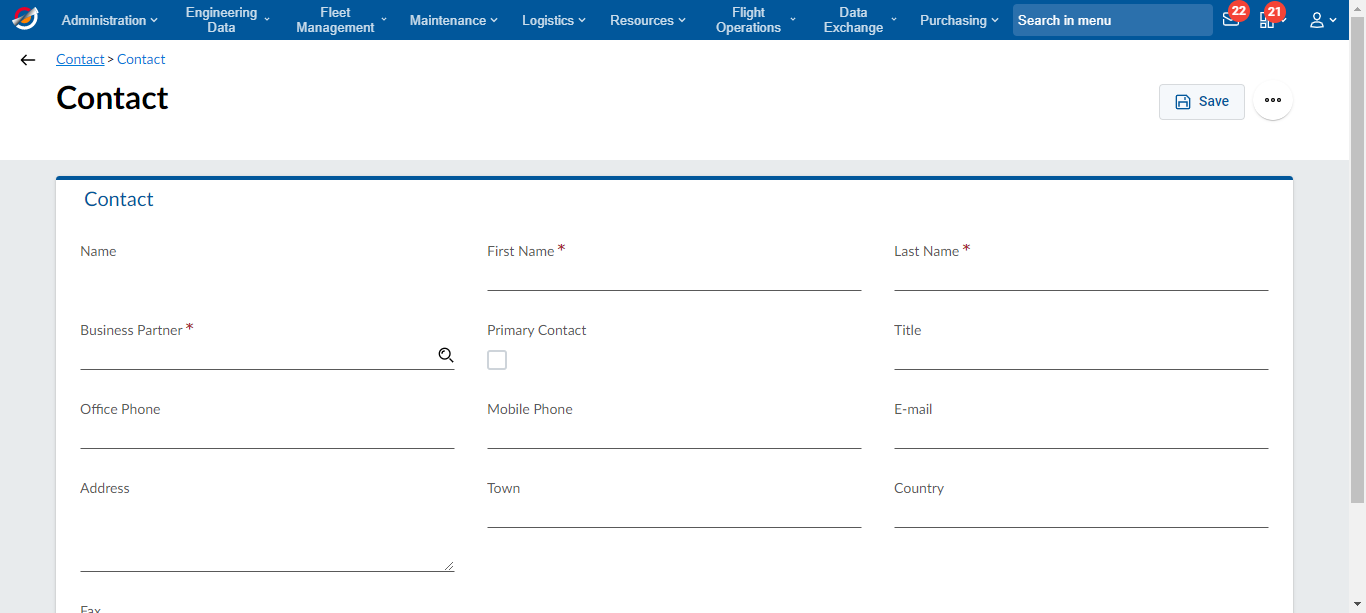 Administration
Engineering
Data
Fleet
Management
Maintenance
Logistics
Resources
Flight
Operations
Data
Exchange
Purchasing
Search in menu
22
21
Contact > Contact
Contact
Save
Contact
Name
First Name *
Last Name *
Business Partner *
Primary Contact
Title
Office Phone
Mobile Phone
E-mail
Address
Town
Country
Fax